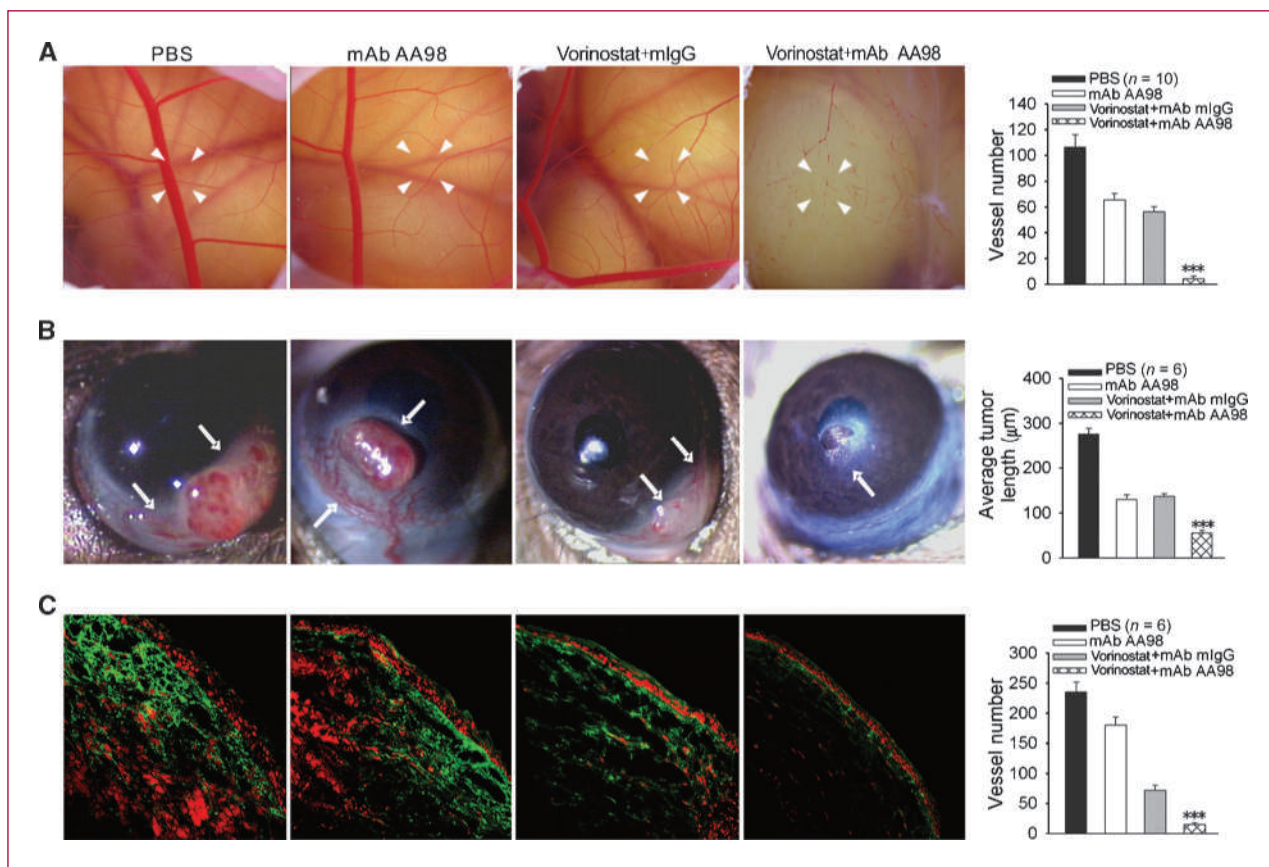 A
PBS
mAb AA98
Vorinostat+mIgG
Vorinostat+mAb AA98
PBS (n = 10)
mAb AA98
Vorinostat+mAb mIgG
Vorinostat+mAb AA98
Vessel number
140
120
100
80
60
40
20
0
***
B
PBS (n = 6)
mAb AA98
Vorinostat+mAb mIgG
Vorinostat+mAb AA98
Average tumor
length (μm)
400
300
200
100
0
***
C
PBS (n = 6)
mAb AA98
Vorinostat+mAb mIgG
Vorinostat+mAb AA98
Vessel number
300
250
200
150
100
50
0
***